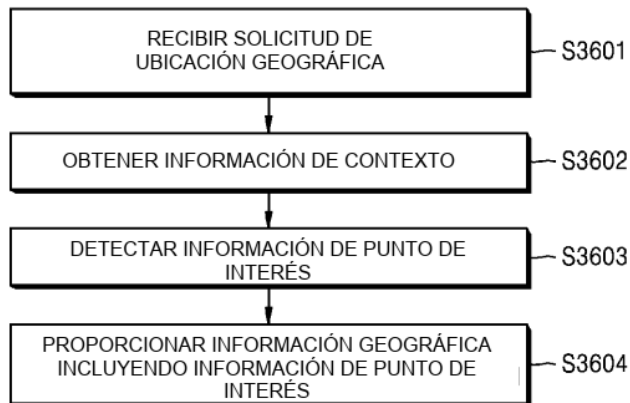 RECIBIR SOLICITUD DE
UBICACIÓN GEOGRÁFICA
S3601
OBTENER INFORMACIÓN DE CONTEXTO
S3602
DETECTAR INFORMACIÓN DE PUNTO DE
INTERÉS
S3603
PROPORCIONAR INFORMACIÓN GEOGRÁFICA
INCLUYENDO INFORMACIÓN DE PUNTO DE
INTERÉS
S3604